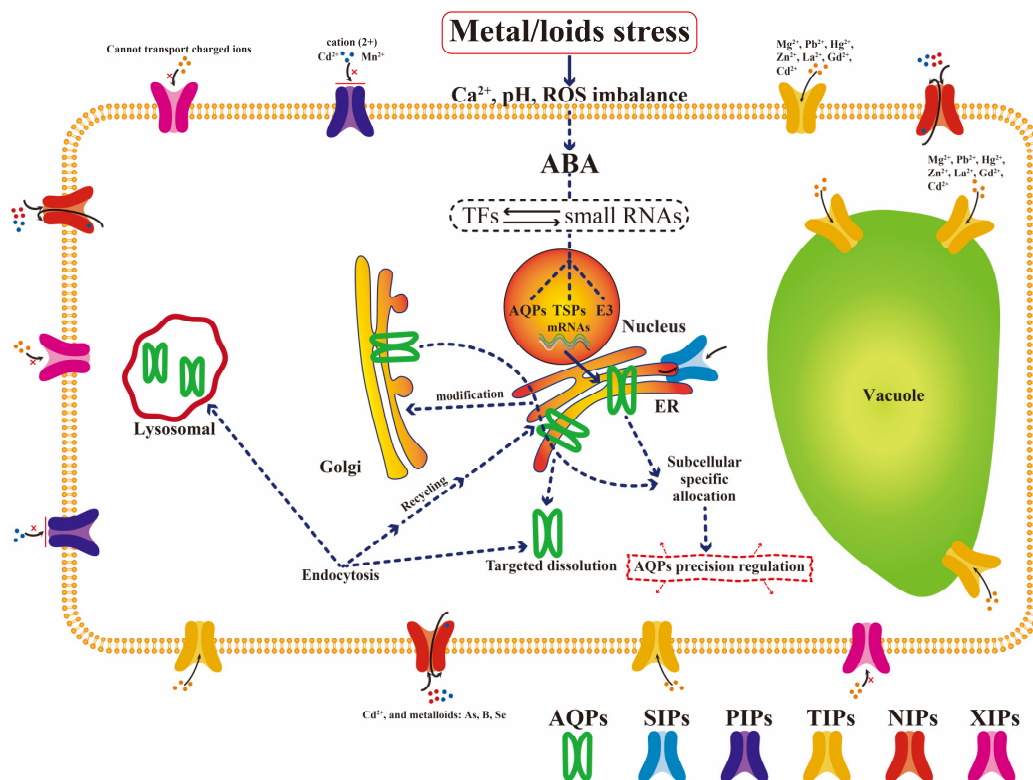 Metal/loids stress
Cannot transport charged ions
cation (2+)
Cd²⁺ Mn²⁺
Mg²⁺, Pb²⁺, Hg²⁺,
Zn²⁺, La²⁺, Gd²⁺,
Cd²⁺
Ca²⁺, pH, ROS imbalance
ABA
Mg²⁺, Pb²⁺, Hg²⁺,
Zn²⁺, La²⁺, Gd²⁺,
Cd²⁺
TFs small RNAs
AQPs TSPs E3
mRNAs
Nucleus
modification
ER
Vacuole
Lysosomal
Golgi
Recyeling
Subcellular
specific
allocation
Endocytosis
Targeted dissolution
AQPs precision regulation
Cd²⁺, and metalloids: As, B, Se
AQPs SIPs PIPs TIPs NIPs XIPs